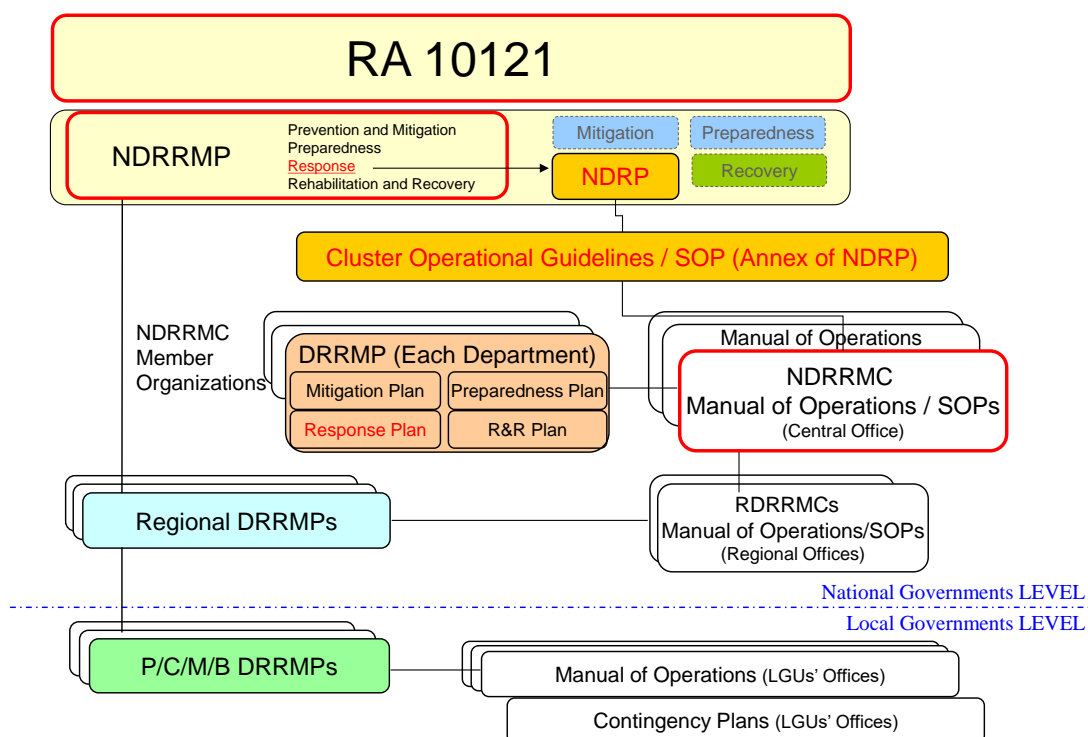 RA 10121
NDRRMP
Prevention and Mitigation
Preparedness
Response
Rehabilitation and Recovery
Mitigation
Preparedness
NDRP
Recovery
Cluster Operational Guidelines / SOP (Annex of NDRP)
NDRRMC
Member
Organizations
DRRMP (Each Department)
Mitigation Plan
Preparedness Plan
Response Plan
R&R Plan
Manual of Operations
NDRRMC
Manual of Operations / SOPs
(Central Office)
Regional DRRMPs
RDRRMCs
Manual of Operations/SOPs
(Regional Offices)
National Governments LEVEL
Local Governments LEVEL
P/C/M/B DRRMPs
Manual of Operations (LGUs' Offices)
Contingency Plans (LGUs' Offices)